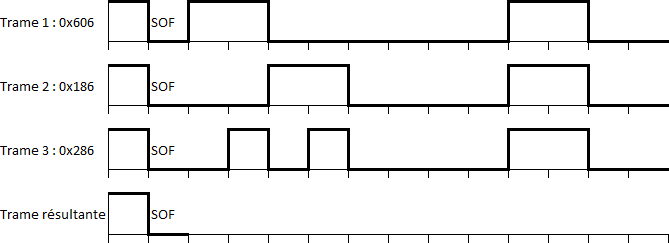 Trame 1 : 0x606 SOF
Trame 2 : 0x186 SOF
Trame 3 : 0x286 SOF
Trame résultante SOF